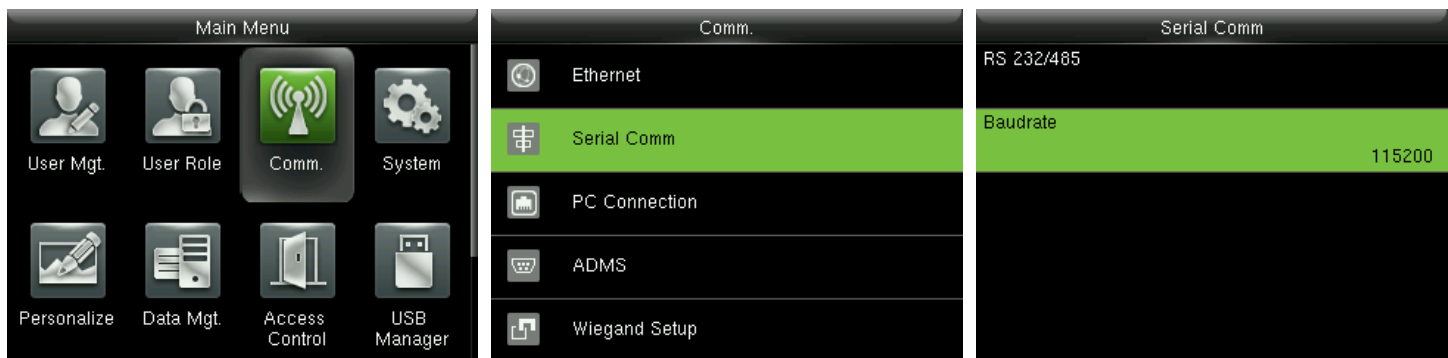 Main Menu
User Mgt.
User Role
Comm.
System
Personalize
Data Mgt.
Access
Control
USB
Manager
Comm.
Ethernet
Serial Comm
PC Connection
ADMS
Wiegand Setup
Serial Comm
RS 232/485
Baudrate
115200